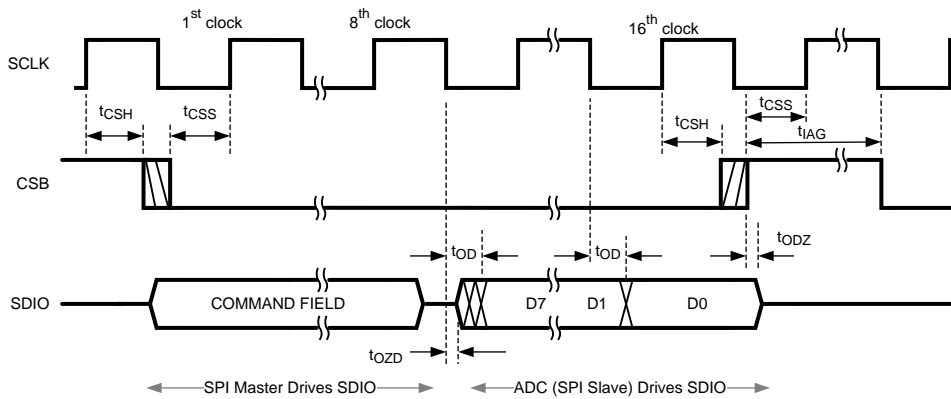 1st clock
8th clock
16th clock
SCLK
tCSH
tCSS
tCSH
tCSS
tIAG
CSB
tOD
tOD
tODZ
SDIO
COMMAND FIELD
D7
D1
D0
tOZD
SPI Master Drives SDIO
ADC (SPI Slave) Drives SDIO